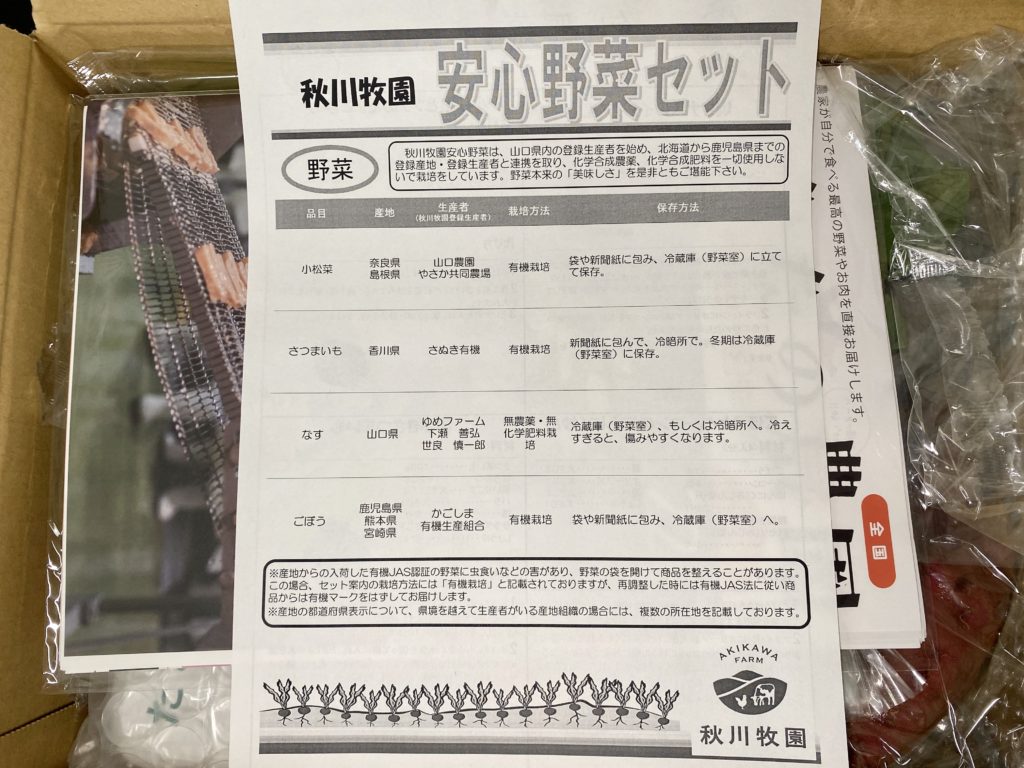 秋川牧園 安心野菜セット
野菜
秋川牧園安心野菜は、山口県内の登録生産者を始め、北海道から鹿児島県までの
登録産地・登録生産者と連携を取り、化学合成農薬、化学合成肥料を一切使用しな
いで栽培をしています。野菜本来の「美味しさ」を是非ともご堪能下さい。
品目 産地 生産者 栽培方法 保存方法
(秋川牧園登録生産者)
小松菜 奈良県 山口農園 有機栽培 袋や新聞紙に包み、冷蔵庫（野菜室）に立て
島根県 やさか共同農場 て保存。
さつまいも 香川県 さぬき有機 有機栽培 新聞紙に包んで、冷暗所で。冬期は冷蔵庫
（野菜室）に保存。
なす 山口県 ゆめファーム 無農薬・無 冷蔵庫（野菜室）、もしくは冷暗所へ。冷え
下瀬 善弘 化学肥料栽 すぎると、傷みやすくなります。
世良 慎一郎 培
ごぼう 鹿児島県 かごしま 有機栽培 袋や新聞紙に包み、冷蔵庫（野菜室）へ。
熊本県 有機生産組合
宮崎県
※産地からの入荷した有機JAS認証の野菜に虫食いなどの害があり、野菜の袋を開けて商品を整えることがあります。
この場合、セット案内の栽培方法には「有機栽培」と記載されておりますが、再調整した時には有機JAS法に従い商
品からは有機マークをはずしてお届けします。
※産地の都道府県表示について、県境を越えて生産者がいる産地組織の場合には、複数の所在地を記載しております。
AKIKAWA
FARM
秋川牧園
農家が自分で食べる最高の野菜やお肉を直接お届けします。
全国
た